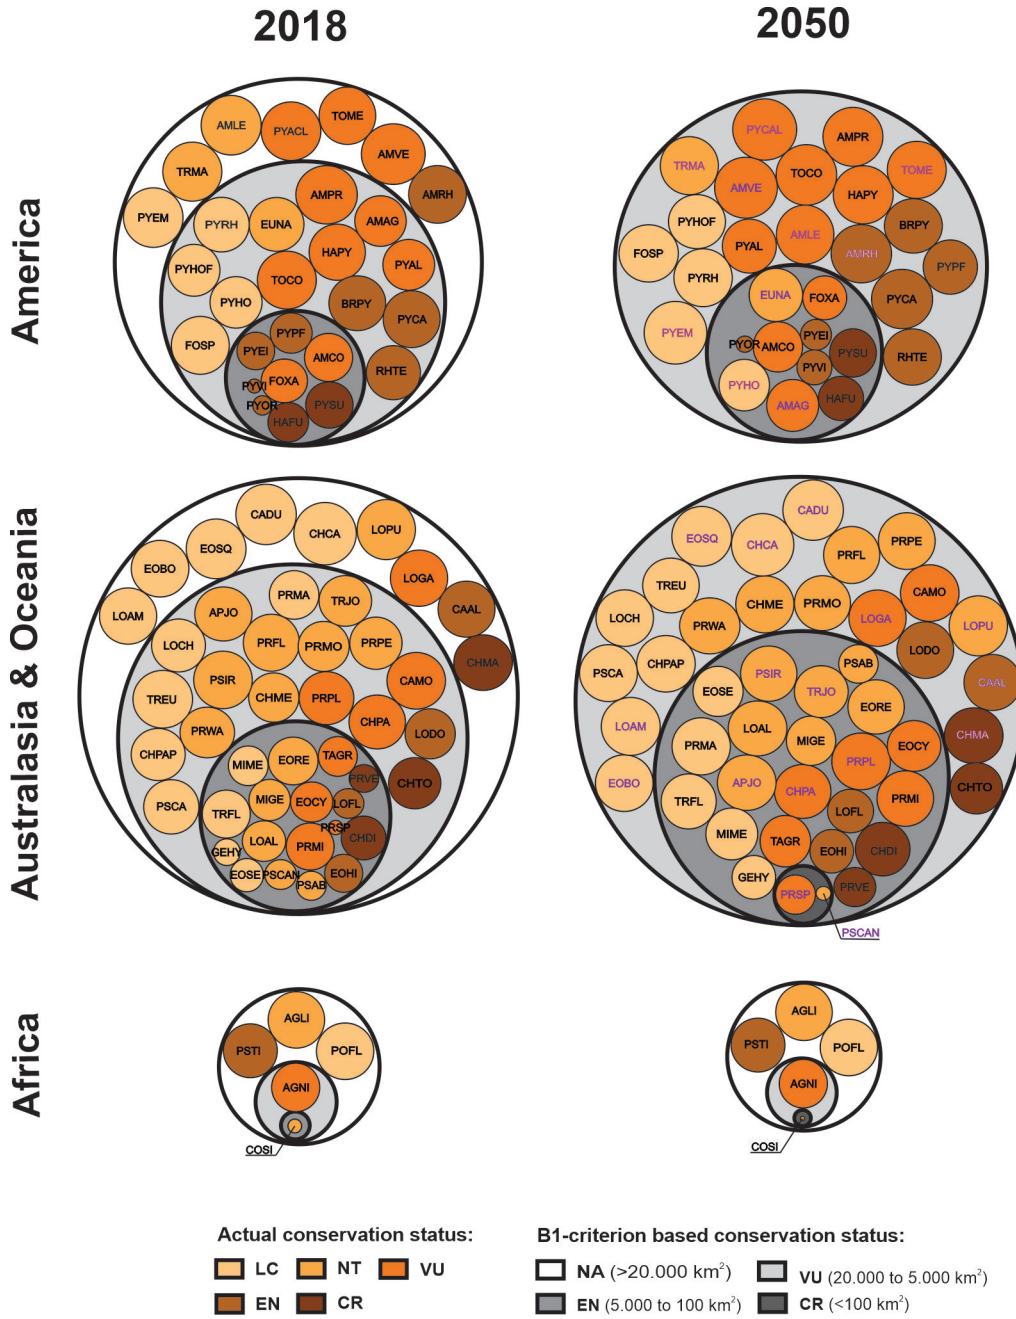 2018
2050
America
AMLE
PYACL
TOME
AMVE
TRMA
AMRH
PYEM
PYRH
EUNA
AMPR
AMAG
HAPY
PYAL
PYHOF
TOCO
PYHO
BRPY
PYCA
FOSP
PYPF
PYEI
AMCO
RHTE
PYVI
FOXA
PYOR
PYSU
HAFU
PYCAL
AMPR
TRMA
TOCO
TOME
AMVE
HAPY
PYHOF
BRPY
FOSP
PYAL
AMLE
AMRH
PYPF
PYRH
EUNA
FOXA
PYCA
PYEM
PYOR
AMCO
PYEI
PYSU
RHTE
PYVI
PYHO
AMAG
HAFU
Australasia & Oceania
CADU
CHCA
LOPU
EOSQ
EOBO
LOGA
LOAM
CAAL
CHMA
PRMA
TRJO
APJO
LOCH
PRFL
PRMO
PRPE
PSIR
CAMO
TREU
CHME
PRPL
PRWA
CHPA
LODO
CHPAP
MIME
EORE
TAGR
PRVE
CHTO
PSCA
TRFL
MIGE
EOCY
LOFL
PRSP
GEHY
LOAL
PRMI
CHDI
EOSE
PSCAN
PSAB
EOHI
CADU
EOSQ
CHCA
PRFL
PRPE
TREU
CAMO
LOCH
PRWA
CHME
PRMO
LOGA
LOPU
LODO
PSCA
CHPAP
PSIR
PSAB
CAAL
EOSE
TRJO
EORE
LOAM
LOAL
MIGE
CHMA
PRMA
EOCY
PRPL
EOBO
APJO
CHPA
PRMI
CHTO
TRFL
LOFL
MIME
TAGR
EOHI
CHDI
GEHY
PRSP
PRVE
PSCAN
Africa
AGLI
PSTI
POFL
AGNI
COSI
AGLI
PSTI
POFL
AGNI
COSI
Actual conservation status:
LC NT VU
EN CR
B1-criterion based conservation status:
NA (>20.000 km²) VU (20.000 to 5.000 km²)
EN (5.000 to 100 km²) CR (<100 km²)